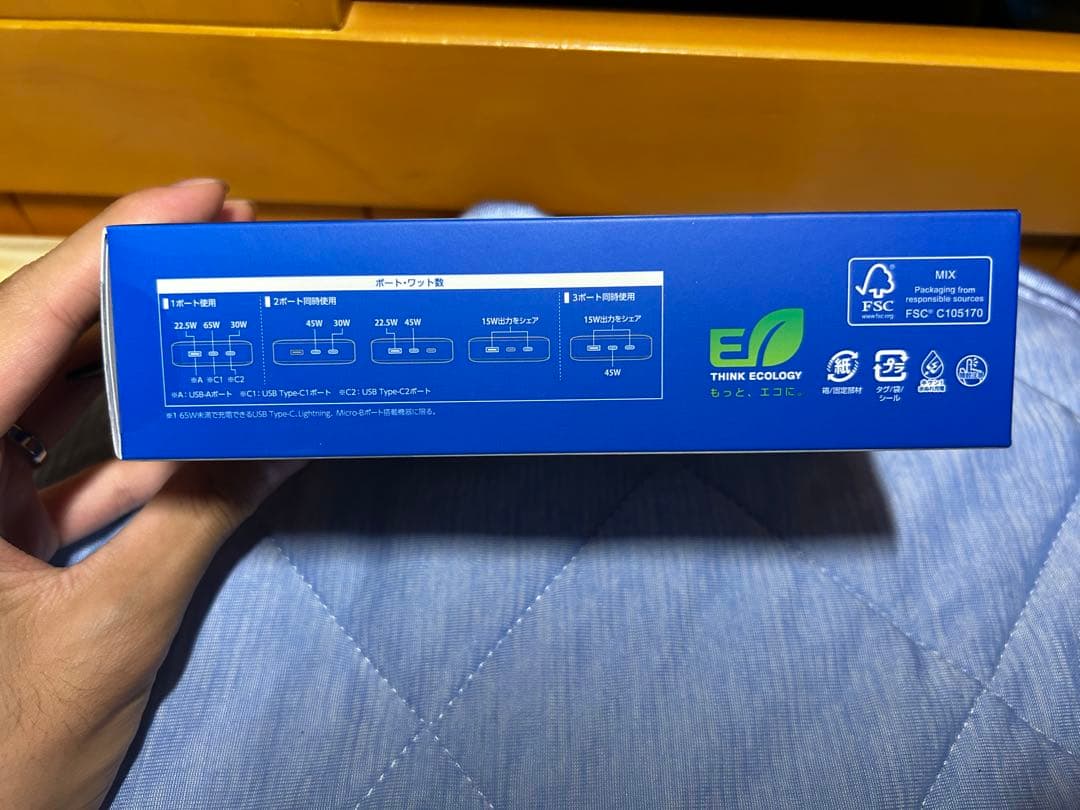 ポート・ワット数
1ポート使用
22.5W 65W 30W
※A ※C1 ※C2
2ポート同時使用
45W 30W
22.5W 45W
15W出力をシェア
3ポート同時使用
15W出力をシェア
45W
※A：USB-Aポート ※C1：USB Type-C1ポート ※C2：USB Type-C2ポート
※1 65W未満で充電できるUSB Type-C、Lightning、Micro-Bポート搭載機器に限る。
THINK ECOLOGY
もっと、エコに。
FSC
www.fsc.org
MIX
Packaging from
responsible sources
FSC® C105170
紙
箱/固定部材
プラ
タグ/袋/
シール